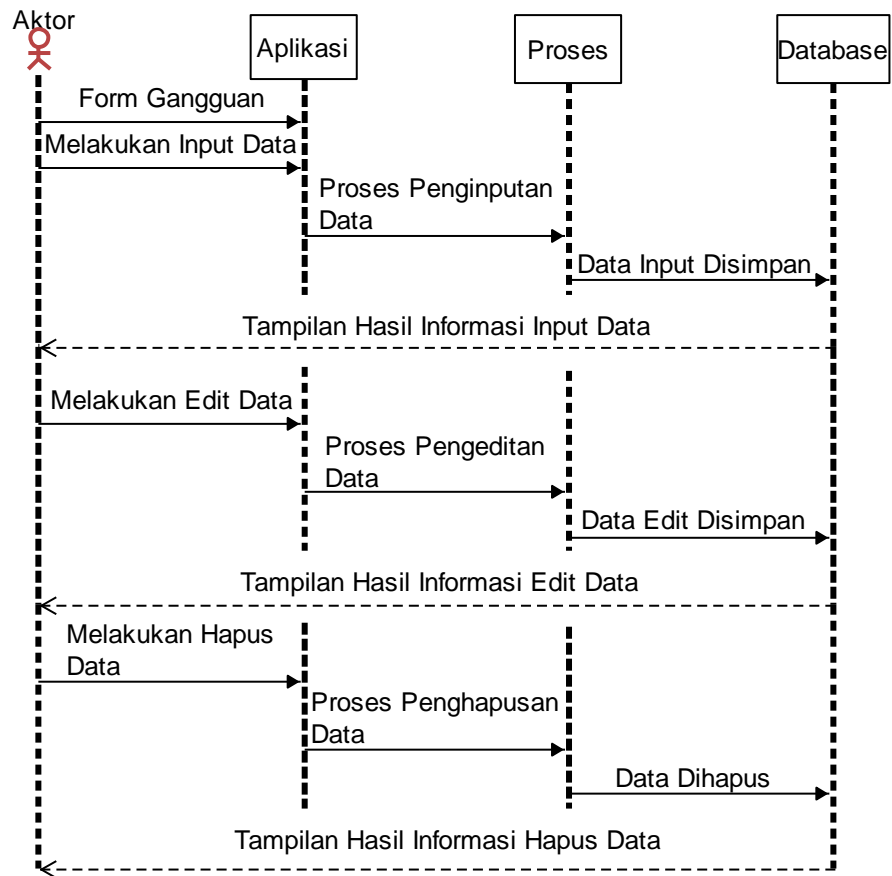 Aktor
Aplikasi
Proses
Database
Form Gangguan
Melakukan Input Data
Proses Penginputan
Data
Data Input Disimpan
Tampilan Hasil Informasi Input Data
Melakukan Edit Data
Proses Pengeditan
Data
Data Edit Disimpan
Tampilan Hasil Informasi Edit Data
Melakukan Hapus
Data
Proses Penghapusan
Data
Data Dihapus
Tampilan Hasil Informasi Hapus Data